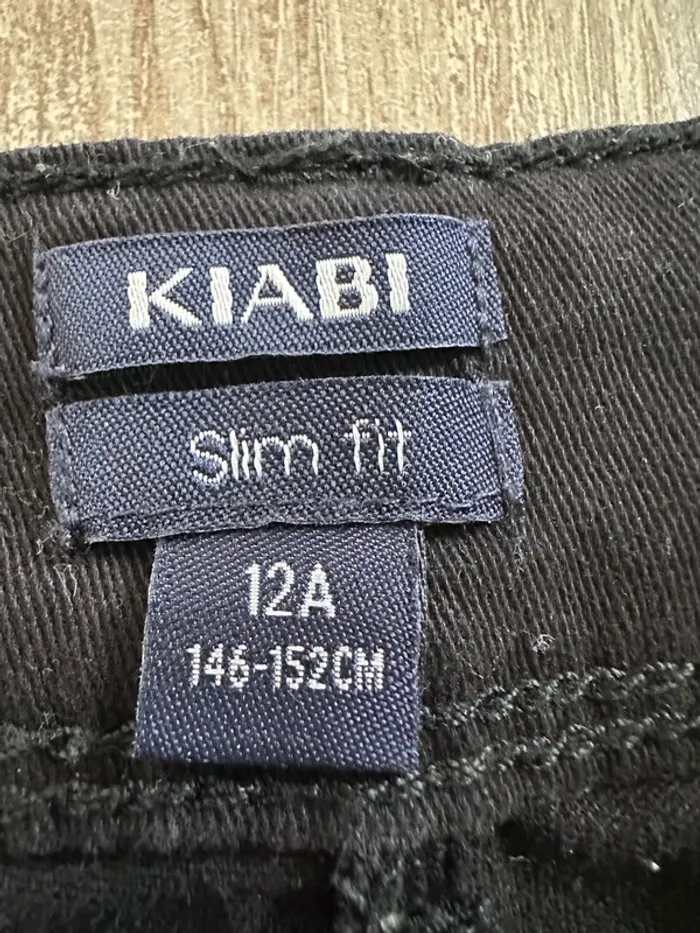 KIABI
Slim fit
12A
146-152CM